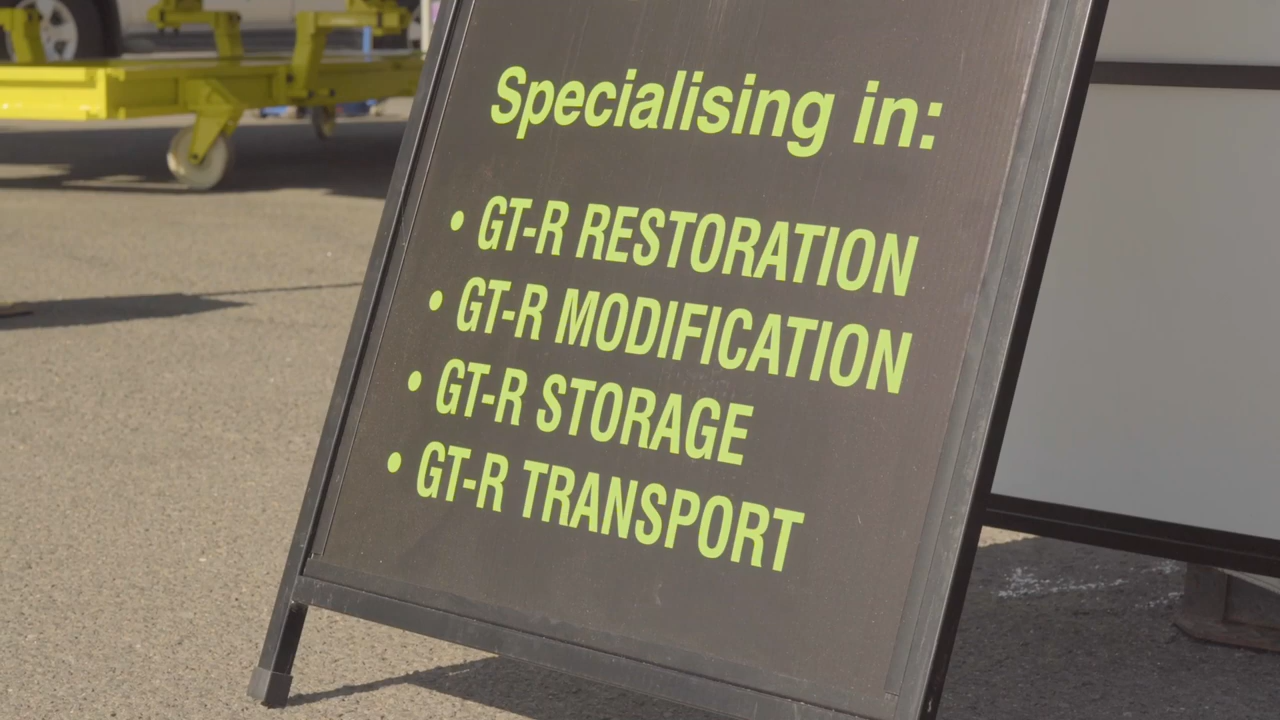 Specialising in:
• GT-R RESTORATION
• GT-R MODIFICATION
• GT-R STORAGE
• GT-R TRANSPORT